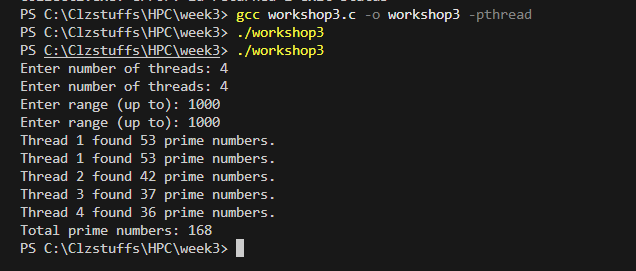 PS C:\Clzstuffs\HPC\week3> gcc workshop3.c -o workshop3 -pthread
PS C:\Clzstuffs\HPC\week3> ./workshop3
PS C:\Clzstuffs\HPC\week3> ./workshop3
Enter number of threads: 4
Enter number of threads: 4
Enter range (up to): 1000
Enter range (up to): 1000
Thread 1 found 53 prime numbers.
Thread 1 found 53 prime numbers.
Thread 2 found 42 prime numbers.
Thread 3 found 37 prime numbers.
Thread 4 found 36 prime numbers.
Total prime numbers: 168
PS C:\Clzstuffs\HPC\week3>